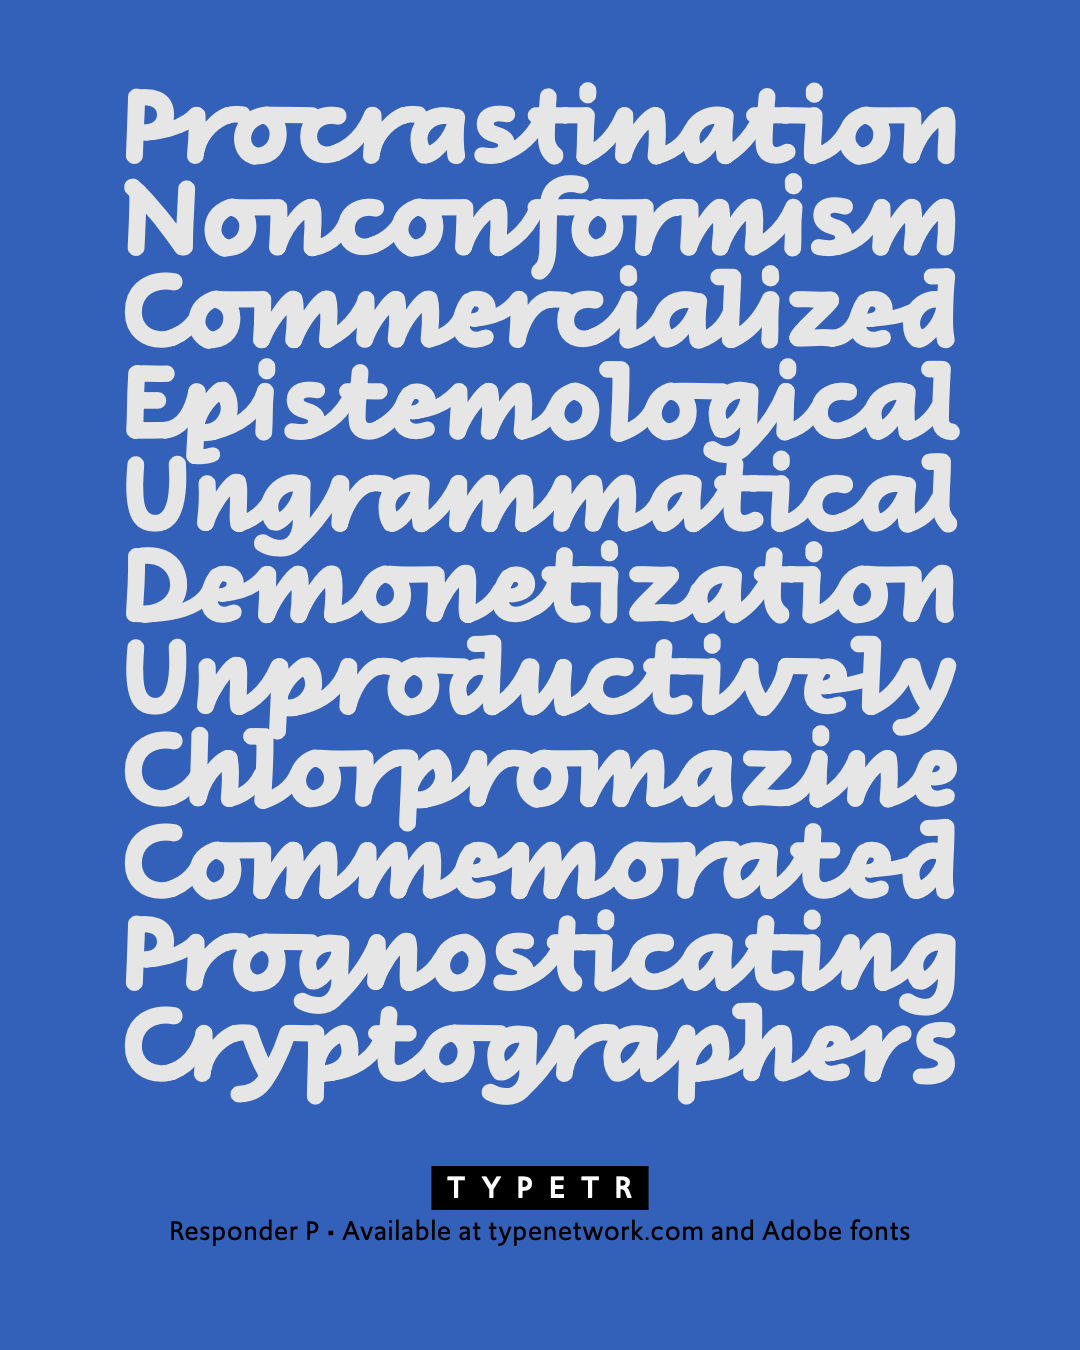 Procrastination
Nonconformism
Commercialized
Epistemological
Ungrammatical
Demonetization
Unproductively
Chlorpromazine
Commemorated
Prognosticating
Cryptographers
TYPETR
Responder P • Available at typenetwork.com and Adobe fonts